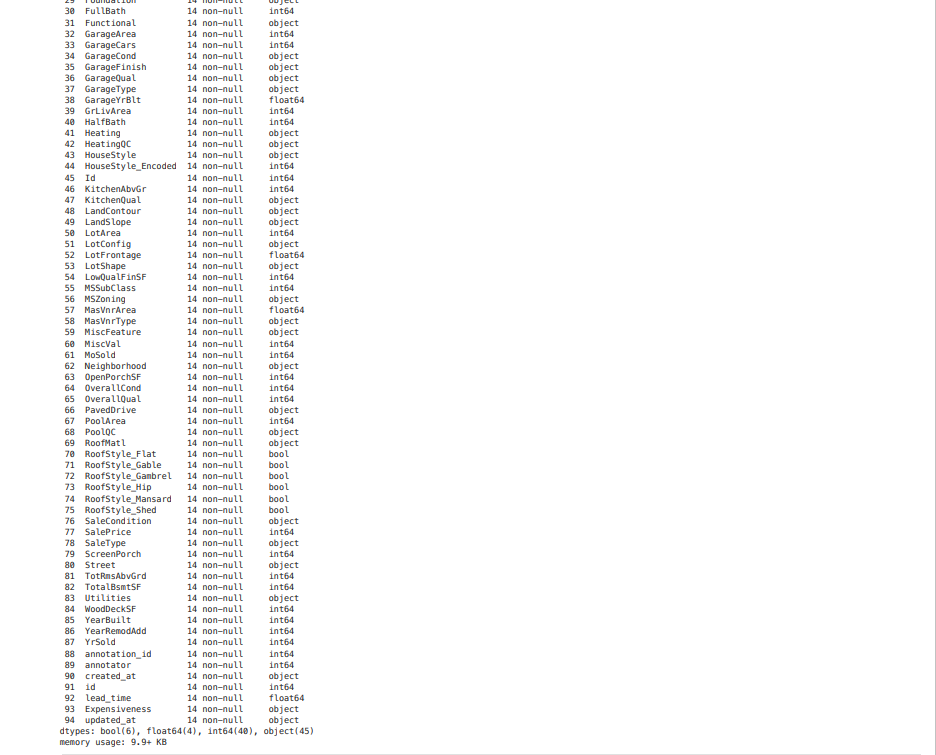 29 Foundation 14 non-null object
30 FullBath 14 non-null int64
31 Functional 14 non-null object
32 GarageArea 14 non-null int64
33 GarageCars 14 non-null int64
34 GarageCond 14 non-null object
35 GarageFinish 14 non-null object
36 GarageQual 14 non-null object
37 GarageType 14 non-null object
38 GarageYrBlt 14 non-null float64
39 GrLivArea 14 non-null int64
40 HalfBath 14 non-null int64
41 Heating 14 non-null object
42 HeatingQC 14 non-null object
43 HouseStyle 14 non-null object
44 HouseStyle_Encoded 14 non-null int64
45 Id 14 non-null int64
46 KitchenAbvGr 14 non-null int64
47 KitchenQual 14 non-null object
48 LandContour 14 non-null object
49 LandSlope 14 non-null object
50 LotArea 14 non-null int64
51 LotConfig 14 non-null object
52 LotFrontage 14 non-null float64
53 LotShape 14 non-null object
54 LowQualFinSF 14 non-null int64
55 MSSubClass 14 non-null int64
56 MSZoning 14 non-null object
57 MasVnrArea 14 non-null float64
58 MasVnrType 14 non-null object
59 MiscFeature 14 non-null object
60 MiscVal 14 non-null int64
61 MoSold 14 non-null int64
62 Neighborhood 14 non-null object
63 OpenPorchSF 14 non-null int64
64 OverallCond 14 non-null int64
65 OverallQual 14 non-null int64
66 PavedDrive 14 non-null object
67 PoolArea 14 non-null int64
68 PoolQC 14 non-null object
69 RoofMatl 14 non-null object
70 RoofStyle_Flat 14 non-null bool
71 RoofStyle_Gable 14 non-null bool
72 RoofStyle_Gambrel 14 non-null bool
73 RoofStyle_Hip 14 non-null bool
74 RoofStyle_Mansard 14 non-null bool
75 RoofStyle_Shed 14 non-null bool
76 SaleCondition 14 non-null object
77 SalePrice 14 non-null int64
78 SaleType 14 non-null object
79 ScreenPorch 14 non-null int64
80 Street 14 non-null object
81 TotRmsAbvGrd 14 non-null int64
82 TotalBsmtSF 14 non-null int64
83 Utilities 14 non-null object
84 WoodDeckSF 14 non-null int64
85 YearBuilt 14 non-null int64
86 YearRemodAdd 14 non-null int64
87 YrSold 14 non-null int64
88 annotation_id 14 non-null int64
89 annotator 14 non-null int64
90 created_at 14 non-null object
91 id 14 non-null int64
92 lead_time 14 non-null float64
93 Expensiveness 14 non-null object
94 updated_at 14 non-null object
dtypes: bool(6), float64(4), int64(40), object(45)
memory usage: 9.9+ KB